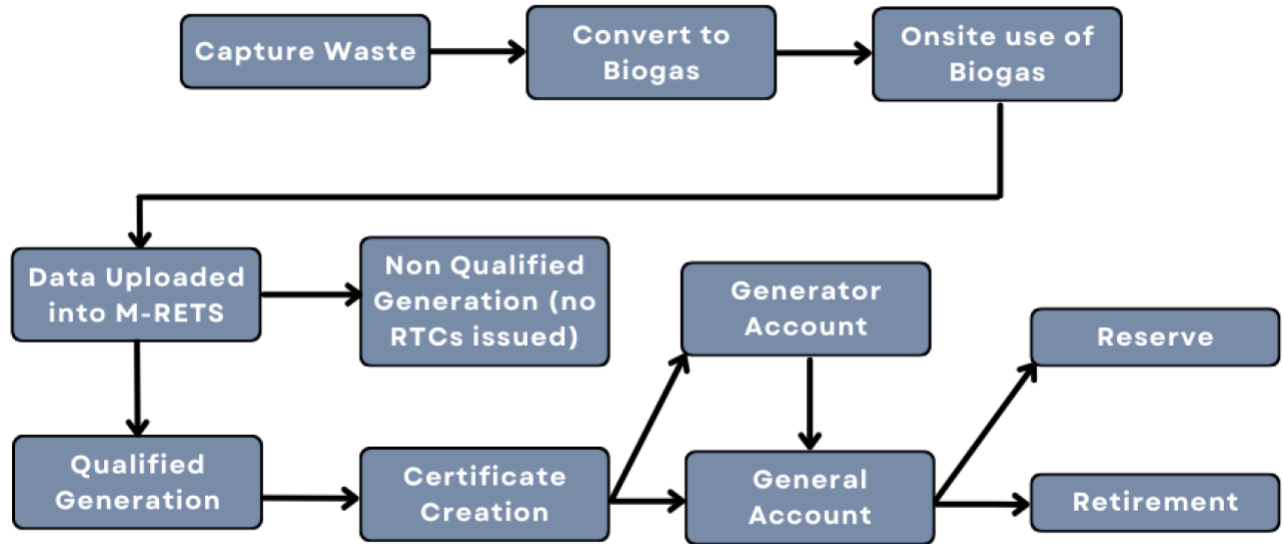 Capture Waste
Convert to
Biogas
Onsite use of
Biogas
Data Uploaded
into M-RETS
Non Qualified
Generation (no
RTCs issued)
Generator
Account
Reserve
Qualified
Generation
Certificate
Creation
General
Account
Retirement